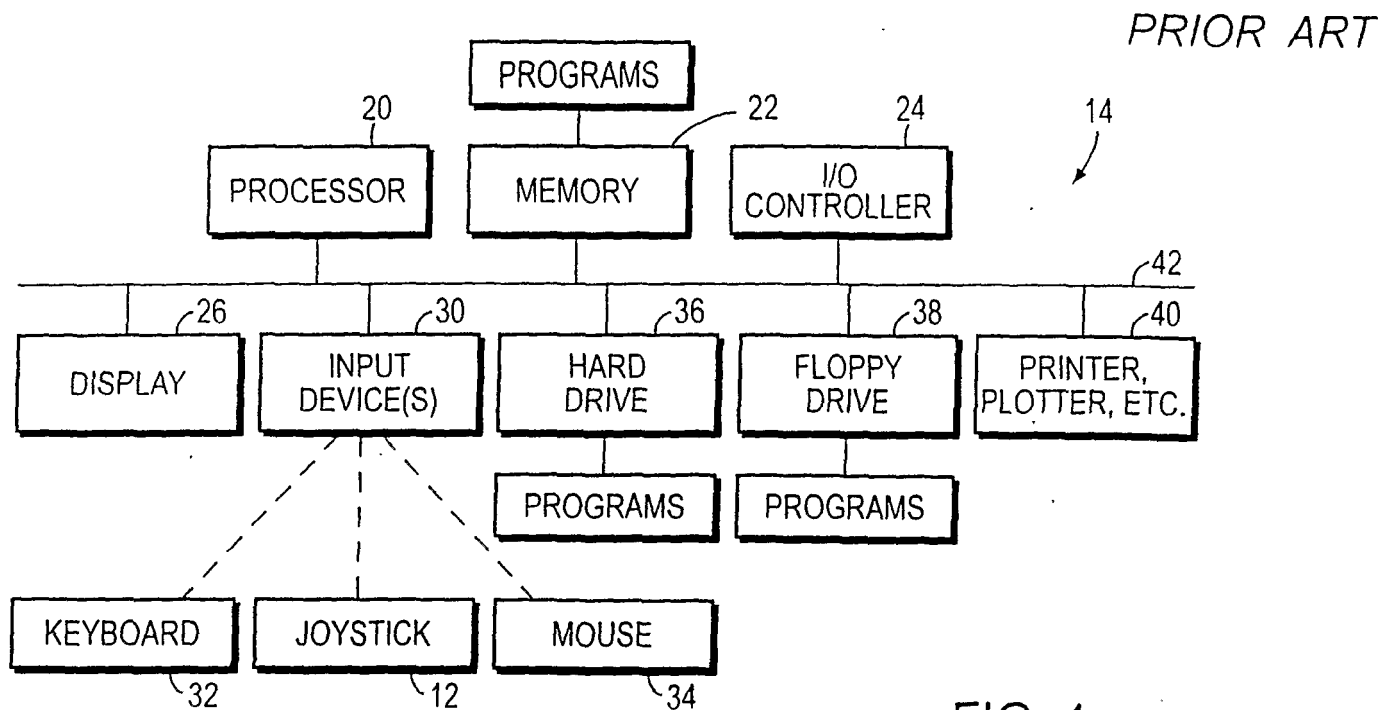 PRIOR ART
PROGRAMS
20
22
24
14
PROCESSOR
MEMORY
I/O
CONTROLLER
42
26
30
36
38
40
DISPLAY
INPUT
DEVICE(S)
HARD
DRIVE
FLOPPY
DRIVE
PRINTER,
PLOTTER, ETC.
PROGRAMS
PROGRAMS
KEYBOARD
JOYSTICK
MOUSE
32
12
34
FIG.